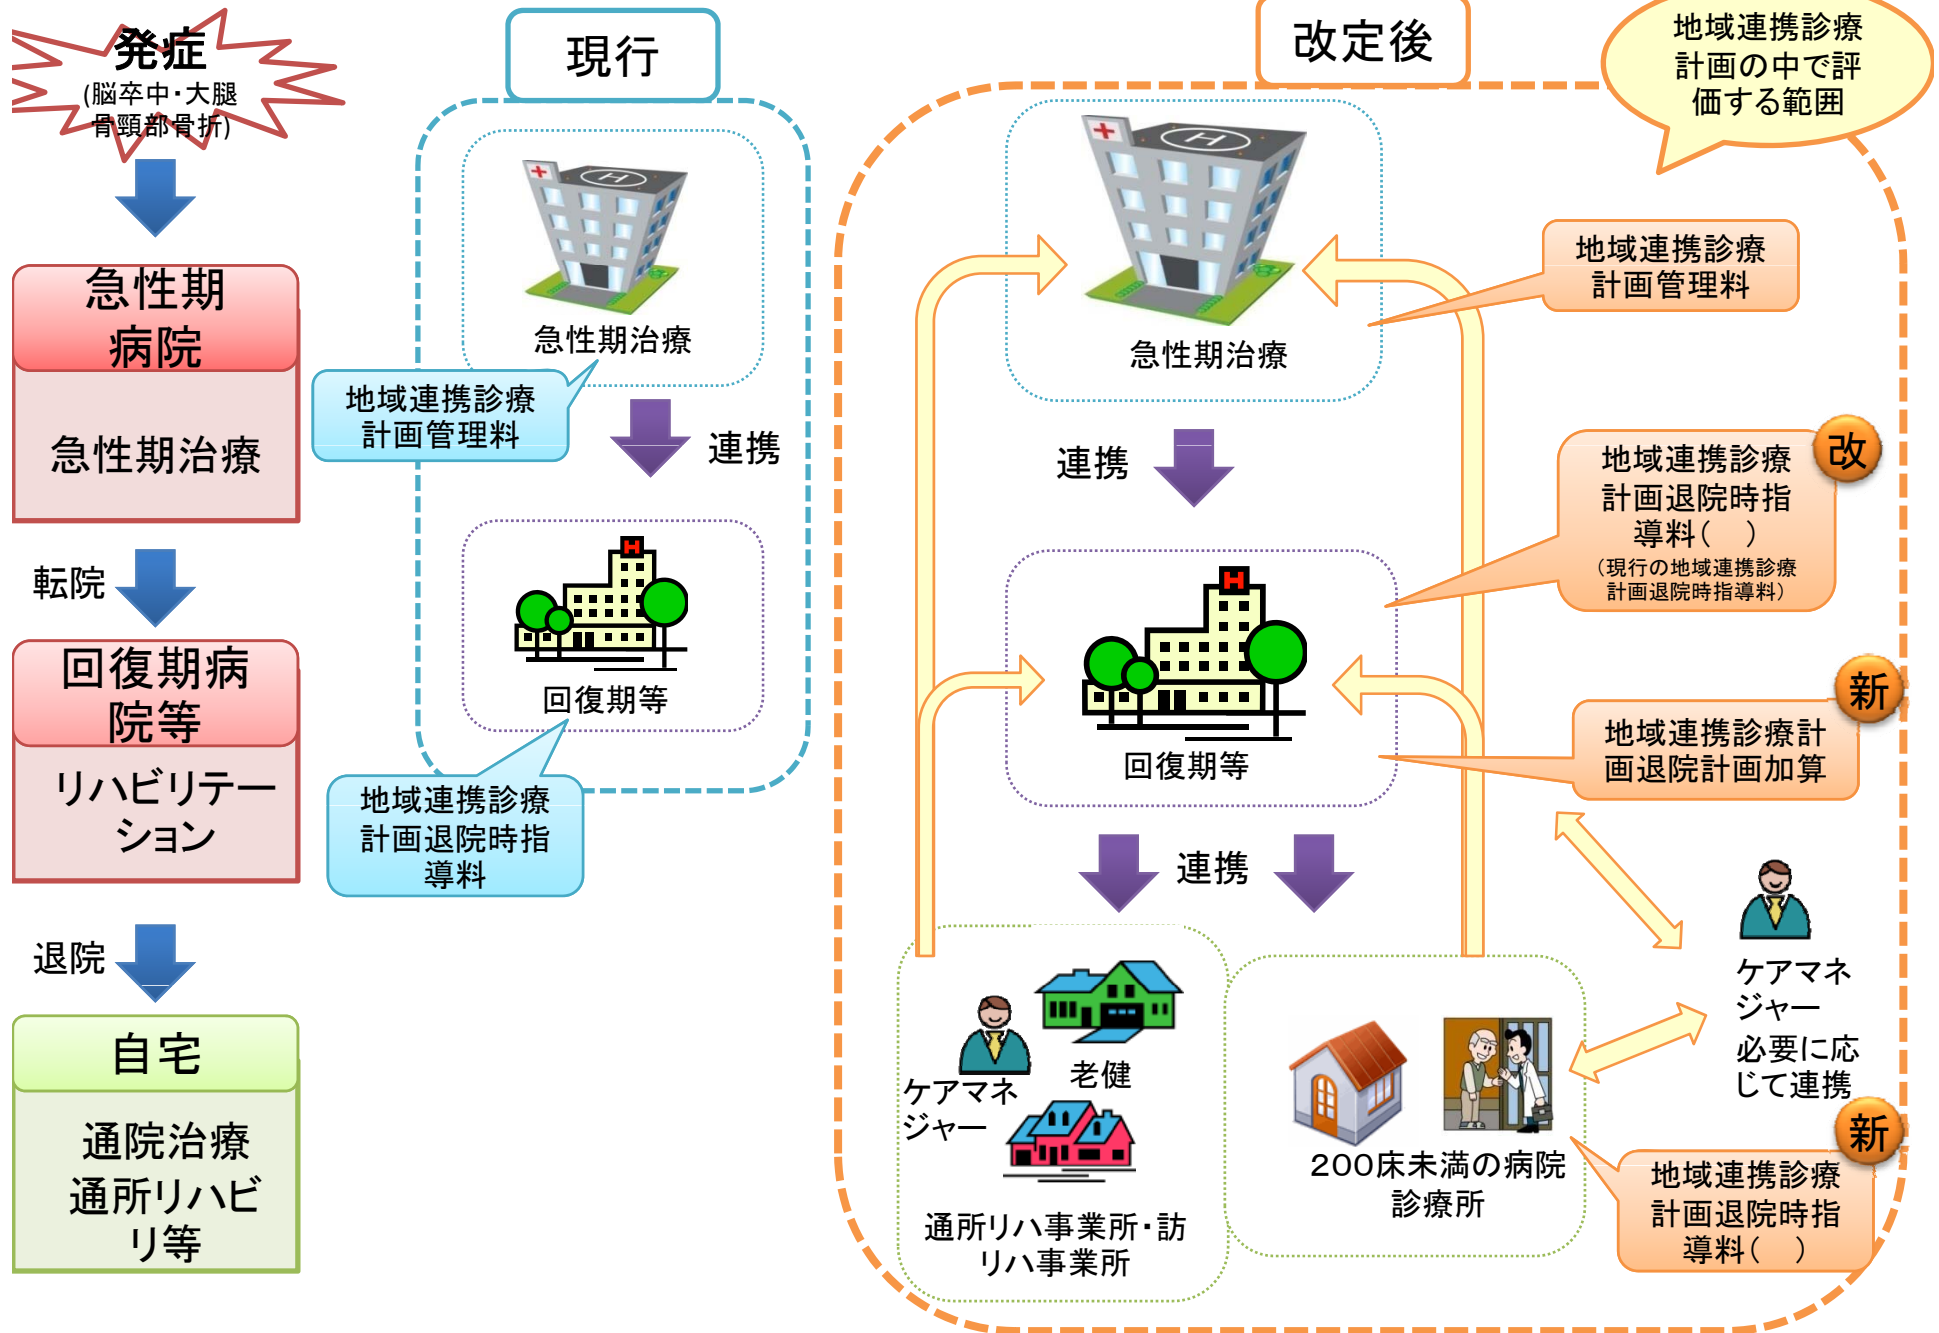 発症
(脳卒中・大腿
骨頸部骨折)
急性期
病院
急性期治療
転院
回復期病
院等
リハビリテー
ション
退院
自宅
通院治療
通所リハビ
リ等
現行
急性期治療
地域連携診療
計画管理料
連携
回復期等
地域連携診療
計画退院時指
導料
改定後
地域連携診療
計画の中で評
価する範囲
急性期治療
地域連携診療
計画管理料
連携
改
地域連携診療
計画退院時指
導料(　)
(現行の地域連携診療
計画退院時指導料)
回復期等
新
地域連携診療計
画退院計画加算
連携
ケアマネ
ジャー
老健
通所リハ事業所・訪
リハ事業所
200床未満の病院
診療所
ケアマネ
ジャー
必要に応
じて連携
新
地域連携診療
計画退院時指
導料(　)